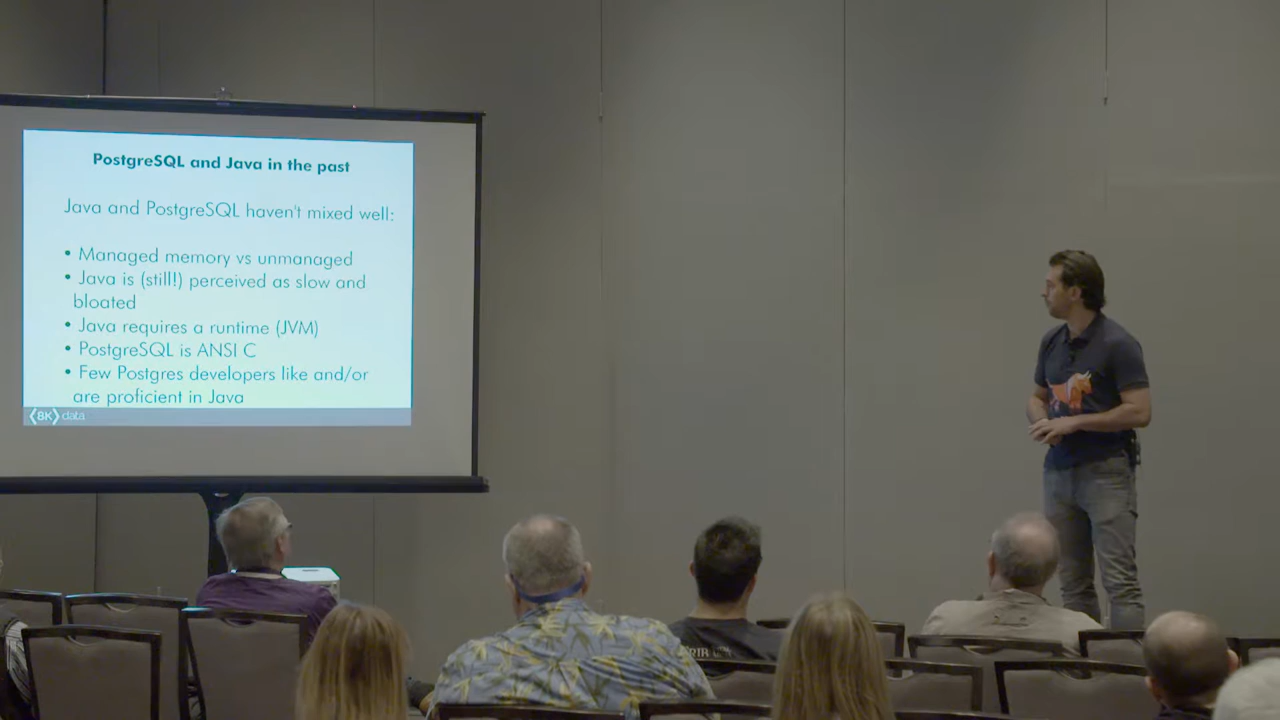 PostgreSQL and Java in the past
Java and PostgreSQL haven't mixed well:
• Managed memory vs unmanaged
• Java is (still!) perceived as slow and
bloated
• Java requires a runtime (JVM)
• PostgreSQL is ANSI C
• Few Postgres developers like and/or
are proficient in Java
⟨BK⟩data